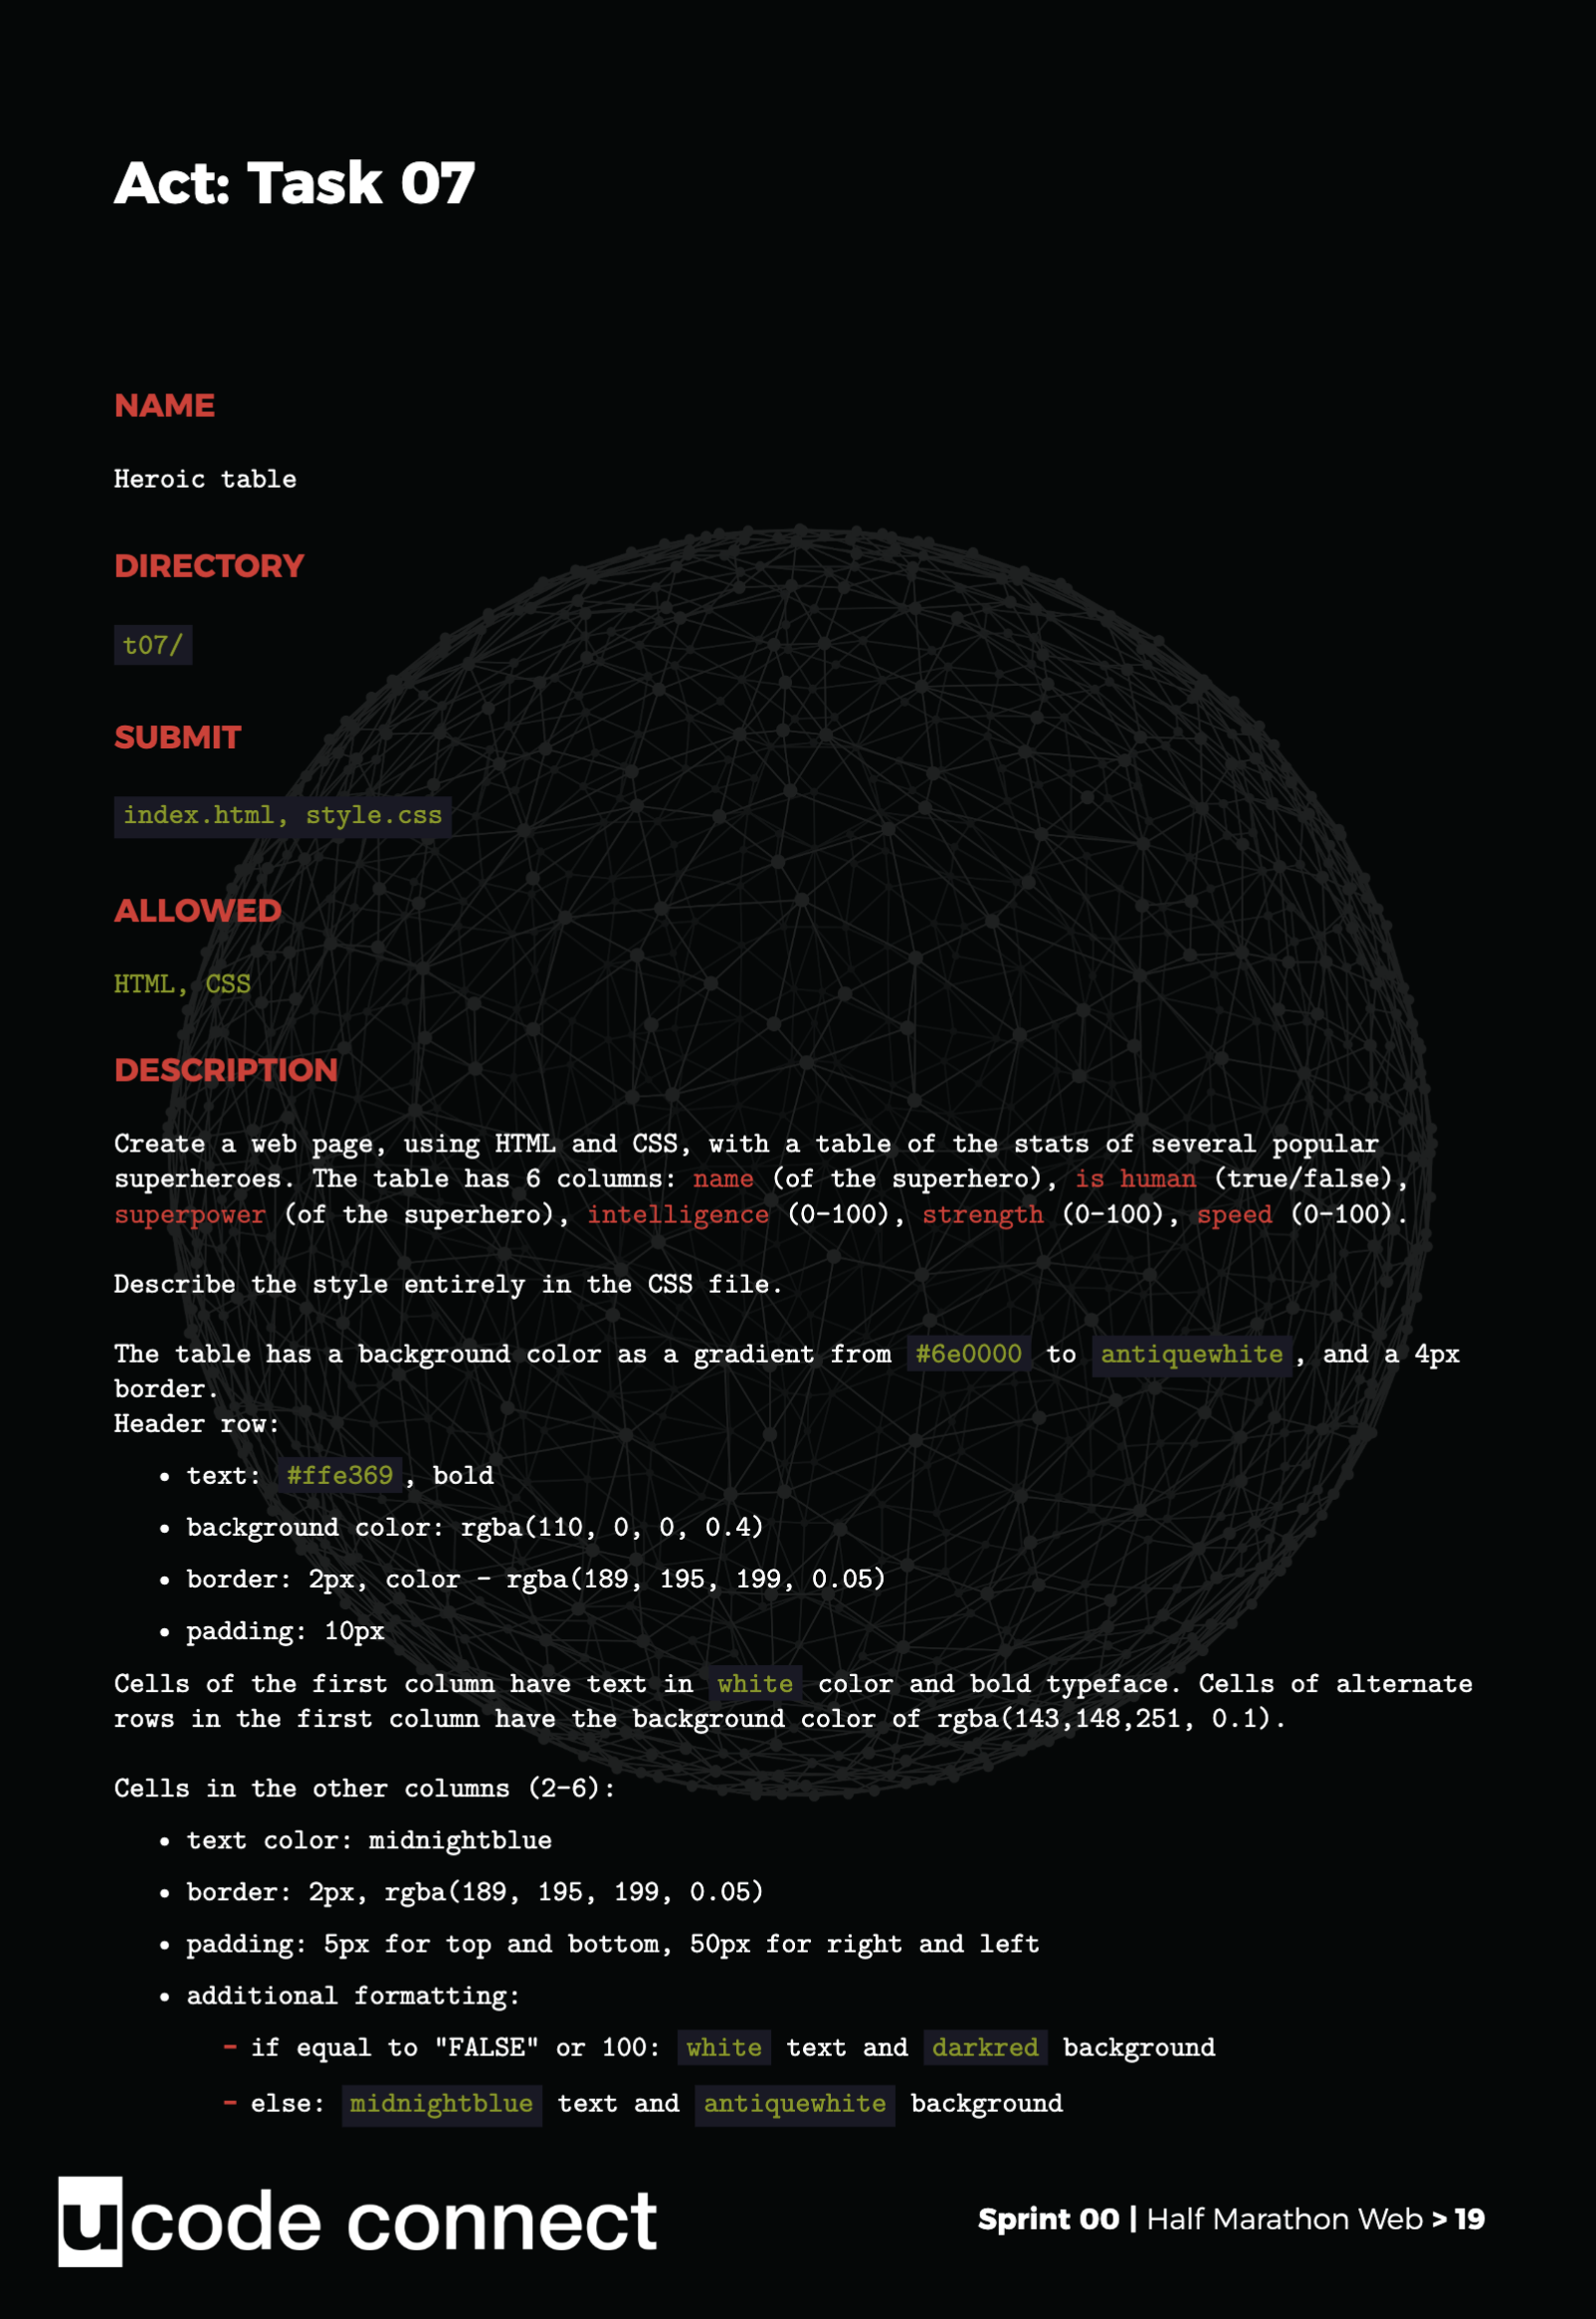 Act: Task 07
NAME
Heroic table
DIRECTORY
t07/
SUBMIT
index.html, style.css
ALLOWED
HTML, CSS
DESCRIPTION
Create a web page, using HTML and CSS, with a table of the stats of several popular
superheroes. The table has 6 columns: name (of the superhero), is human (true/false),
superpower (of the superhero), intelligence (0-100), strength (0-100), speed (0-100).
Describe the style entirely in the CSS file.
The table has a background color as a gradient from #6e0000 to antiquewhite, and a 4px
border.
Header row:
• text: #ffe369, bold
• background color: rgba(110, 0, 0, 0.4)
• border: 2px, color - rgba(189, 195, 199, 0.05)
• padding: 10px
Cells of the first column have text in white color and bold typeface. Cells of alternate
rows in the first column have the background color of rgba(143,148,251, 0.1).
Cells in the other columns (2-6):
• text color: midnightblue
• border: 2px, rgba(189, 195, 199, 0.05)
• padding: 5px for top and bottom, 50px for right and left
• additional formatting:
– if equal to "FALSE" or 100: white text and darkred background
– else: midnightblue text and antiquewhite background
ucode connect
Sprint 00 | Half Marathon Web > 19